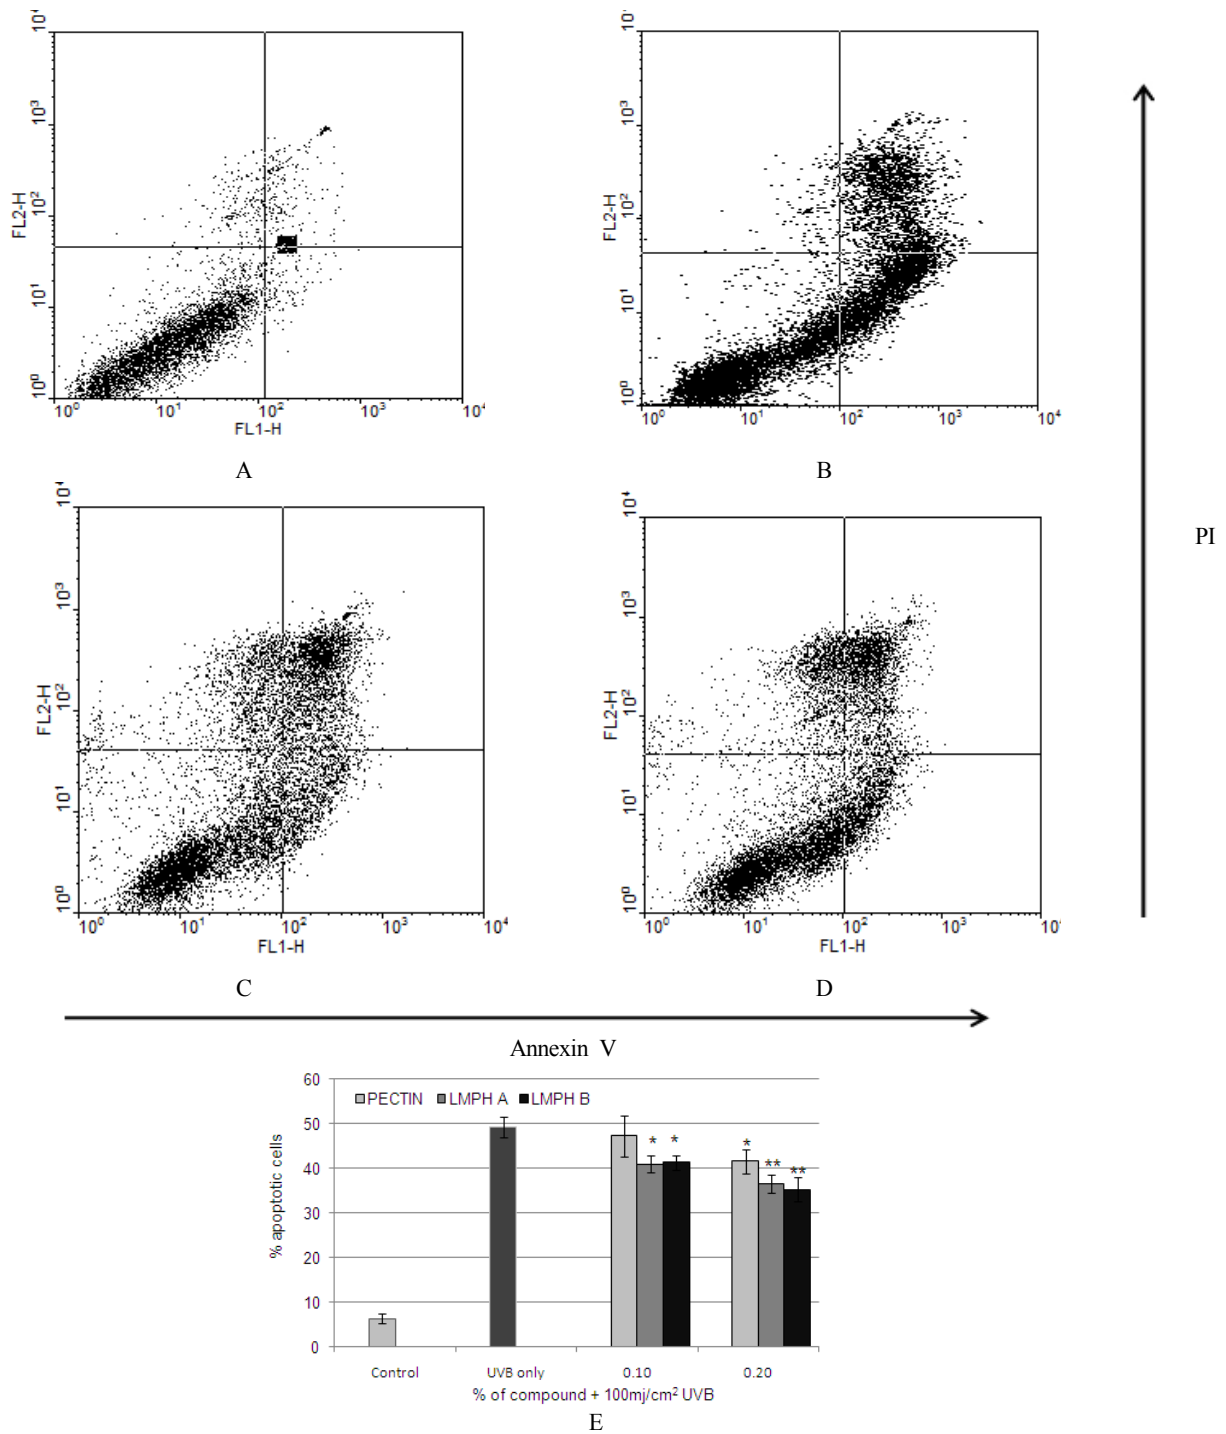 10⁴
10³
10²
10¹
10⁰
FL2-H
10⁰ 10¹ 10² 10³ 10⁴
FL1-H
A
10³
10²
10¹
10⁰
FL2-H
10⁰ 10¹ 10² 10³ 10⁴
B
10⁴
10³
10²
10¹
10⁰
FL2-H
10⁰ 10¹ 10² 10³ 10⁴
FL1-H
C
10⁴
10³
10²
10¹
10⁰
FL2-H
10⁰ 10¹ 10² 10³
FL1-H
D
PI
Annexin V
60
50
40
30
20
10
0
% apoptotic cells
PECTIN LMPH A LMPH B
* * * ** **
Control UVB only 0.10 0.20
% of compound + 100mj/cm² UVB
E